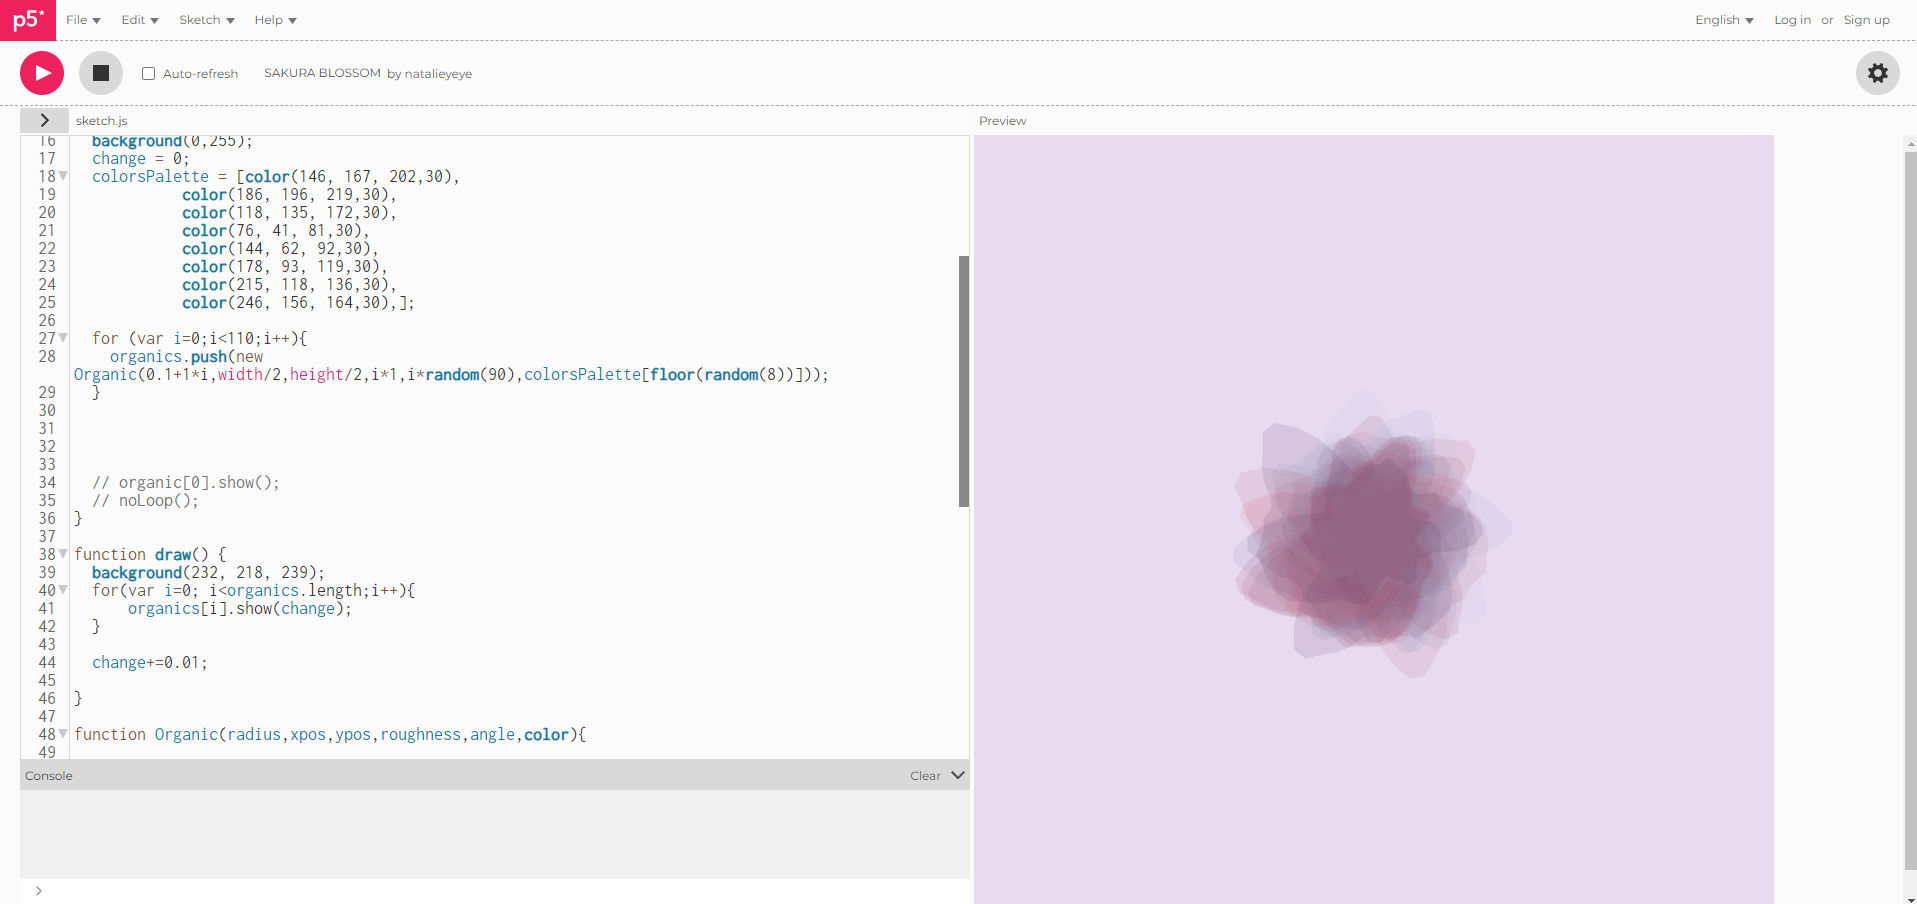 p5* File Edit Sketch Help English Log in or Sign up
Auto-refresh SAKURA BLOSSOM by natalieyeye
sketch.js Preview
16 background(0,255);
17 change = 0;
18 colorsPalette = [color(146, 167, 202,30),
19 color(186, 196, 219,30),
20 color(118, 135, 172,30),
21 color(76, 41, 81,30),
22 color(144, 62, 92,30),
23 color(178, 93, 119,30),
24 color(215, 118, 136,30),
25 color(246, 156, 164,30),];
26
27 for (var i=0;i<110;i++){
28 organics.push(new
Organic(0.1+1*i,width/2,height/2,i*1,i*random(90),colorsPalette[floor(random(8))]));
29 }
30
31
32
33
34 // organic[0].show();
35 // noLoop();
36 }
37
38 function draw() {
39 background(232, 218, 239);
40 for(var i=0; i<organics.length;i++){
41 organics[i].show(change);
42 }
43
44 change+=0.01;
45
46 }
47
48 function Organic(radius,xpos,ypos,roughness,angle,color){
49
Console Clear
>